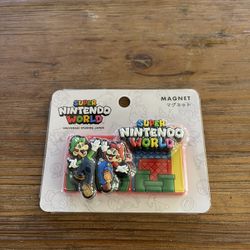 SUPER
NINTENDO
WORLD
UNIVERSAL STUDIOS JAPAN
MAGNET
マグネット
SUPER
NINTENDO
WORLD